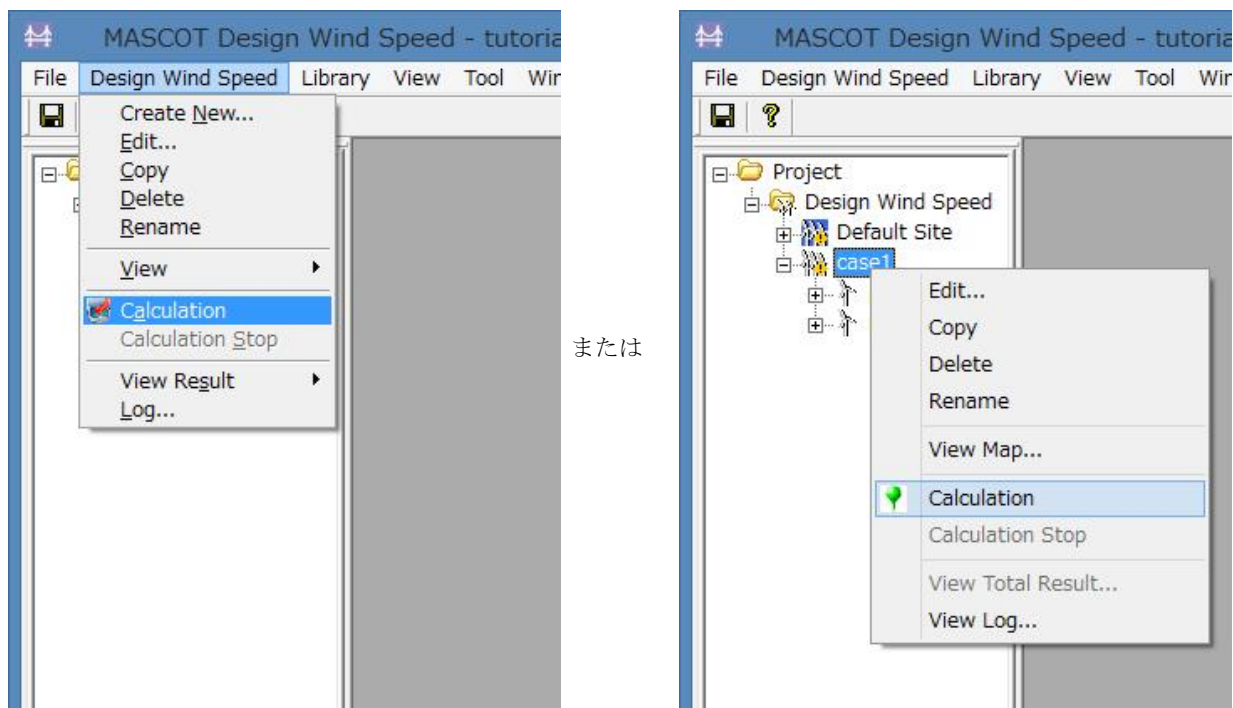 MASCOT Design Wind Speed - tutoria
File Design Wind Speed Library View Tool Wir
Create New...
Edit...
Copy
Delete
Rename
View
Calculation
Calculation Stop
View Result
Log...
または
MASCOT Design Wind Speed - tutoria
File Design Wind Speed Library View Tool Wir
Project
Design Wind Speed
Default Site
case1
Edit...
Copy
Delete
Rename
View Map...
Calculation
Calculation Stop
View Total Result...
View Log...